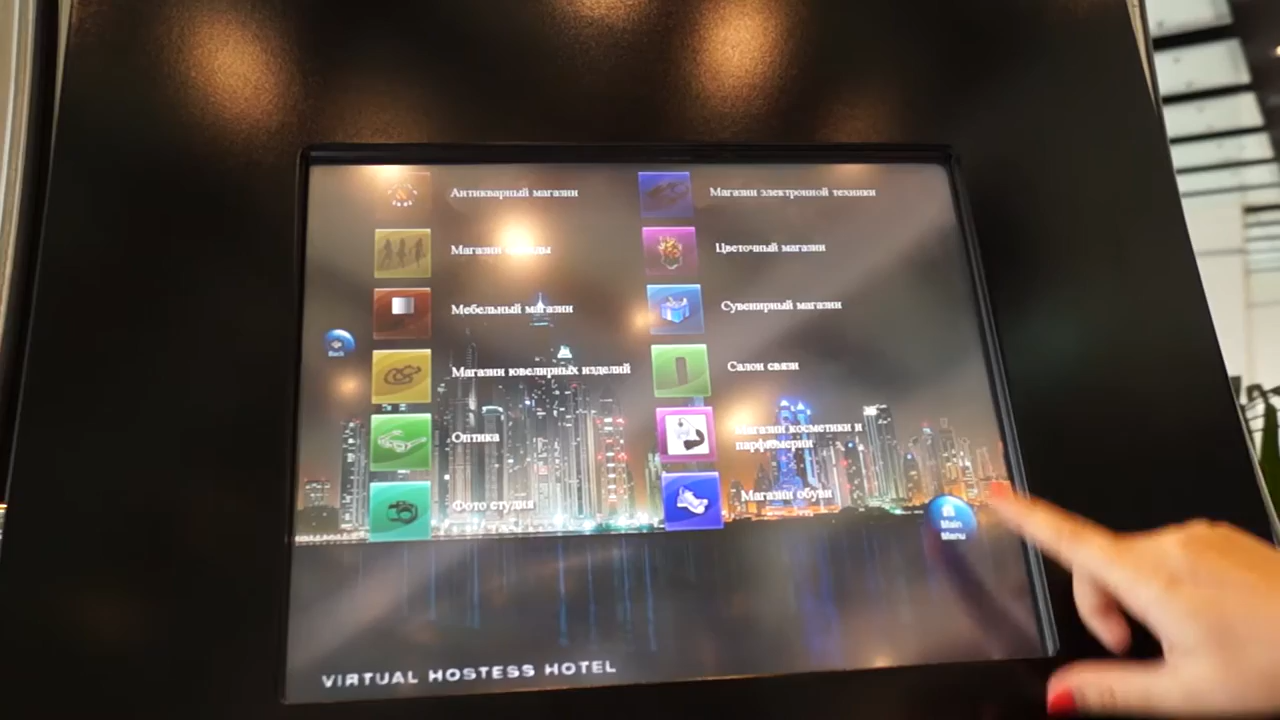 Антикварный магазин
Магазин электронной техники
Магазин
Цветочный магазин
Мебельный магазин
Сувенирный магазин
Back
Магазин ювелирных изделий
Салон связи
Оптика
Магазин косметики и
парфюмерии
Фото студия
Магазин обуви
Main
Menu
VIRTUAL HOSTESS HOTEL